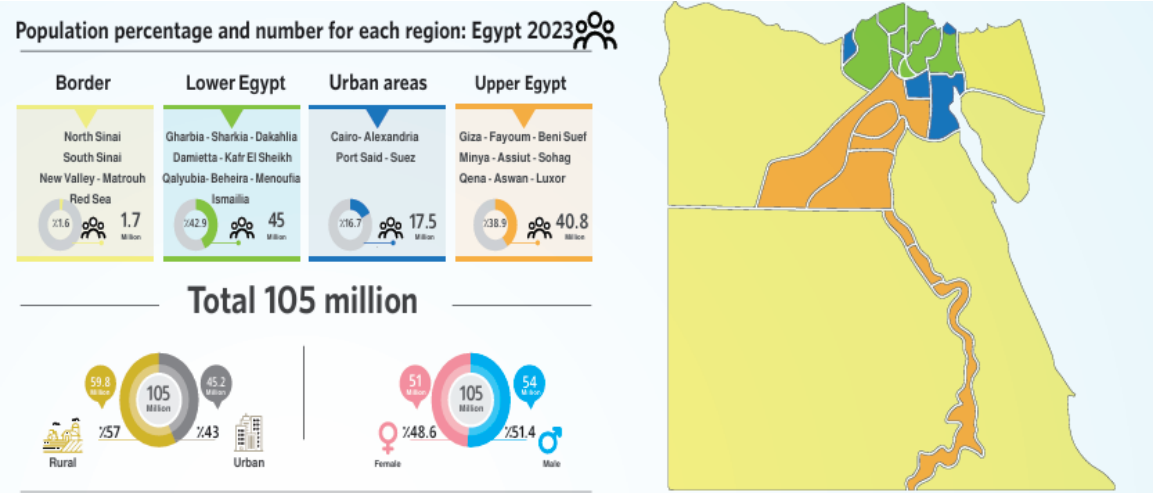 Population percentage and number for each region: Egypt 2023
Border
North Sinai
South Sinai
New Valley - Matrouh
Red Sea
٪1.6
1.7
Million
Lower Egypt
Gharbia - Sharkia - Dakahlia
Damietta - Kafr El Sheikh
Qalyubia- Beheira - Menoufia
Ismailia
٪42.9
45
Million
Urban areas
Cairo- Alexandria
Port Said - Suez
٪16.7
17.5
Million
Upper Egypt
Giza - Fayoum - Beni Suef
Minya - Assiut - Sohag
Qena - Aswan - Luxor
٪38.9
40.8
Million
Total 105 million
59.8
Million
105
Million
45.2
Million
٪57
٪43
Rural
Urban
51
Million
105
Million
54
Million
٪48.6
٪51.4
Female
Male